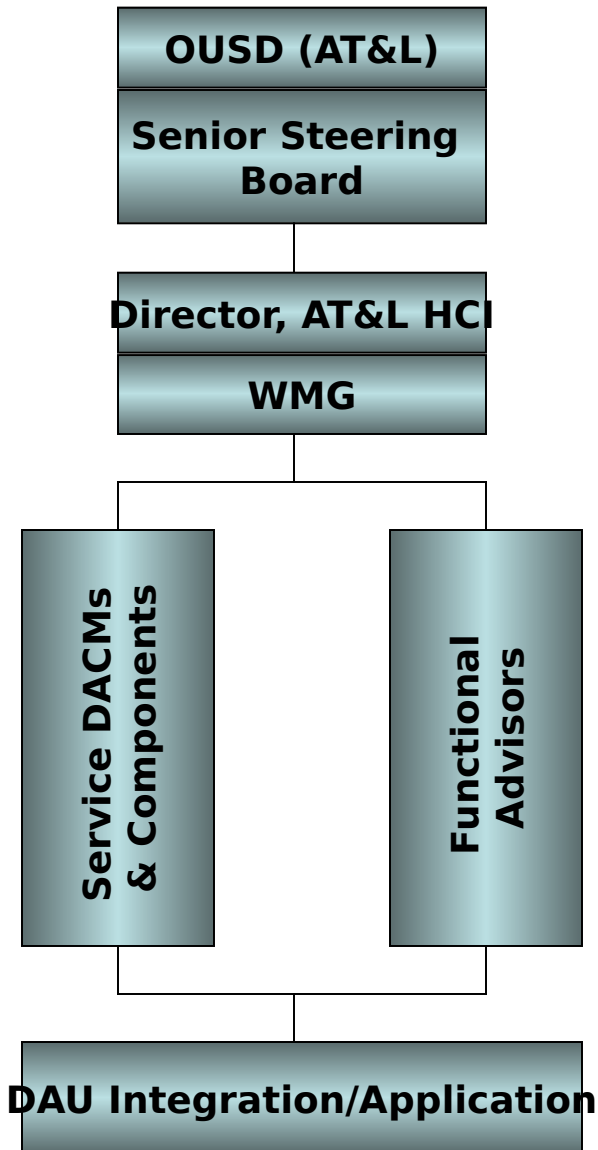 OUSD (AT&L)
Senior Steering
Board
Director, AT&L HCI
WMG
Service DACMs
& Components
Functional
Advisors
DAU Integration/Application